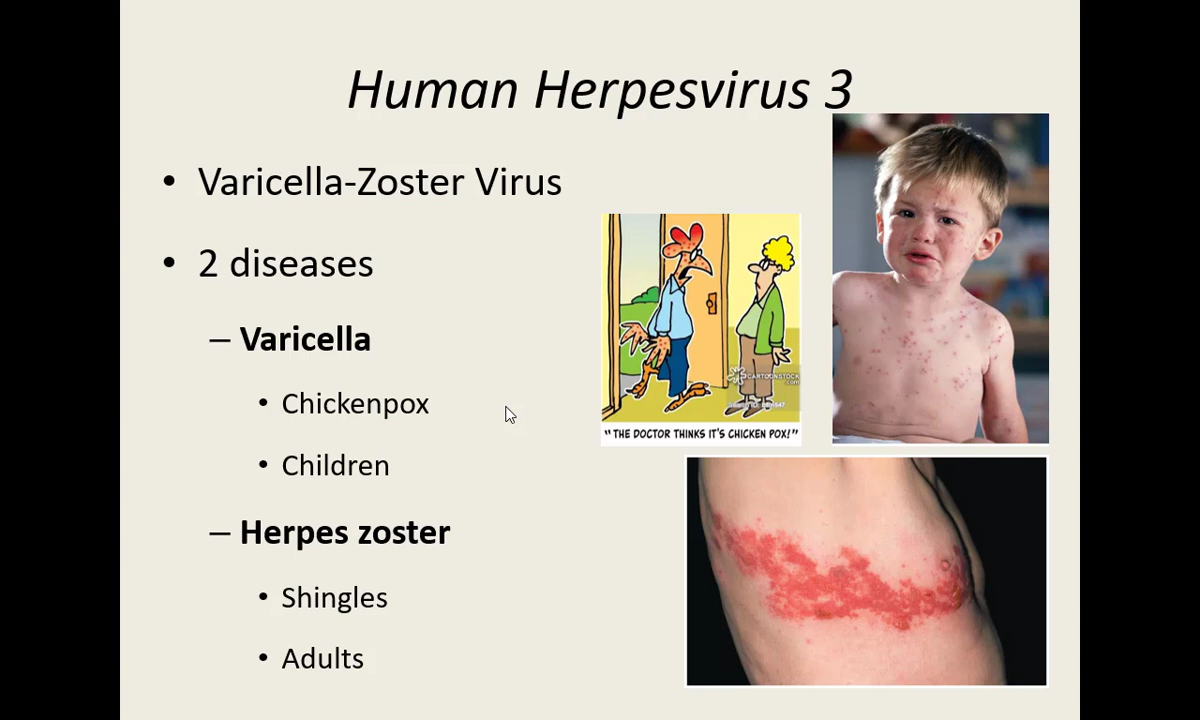 Human Herpesvirus 3
• Varicella-Zoster Virus
• 2 diseases
– Varicella
• Chickenpox
• Children
– Herpes zoster
• Shingles
• Adults
CARTOONSTOCK
.com
"THE DOCTOR THINKS IT'S CHICKEN POX!"